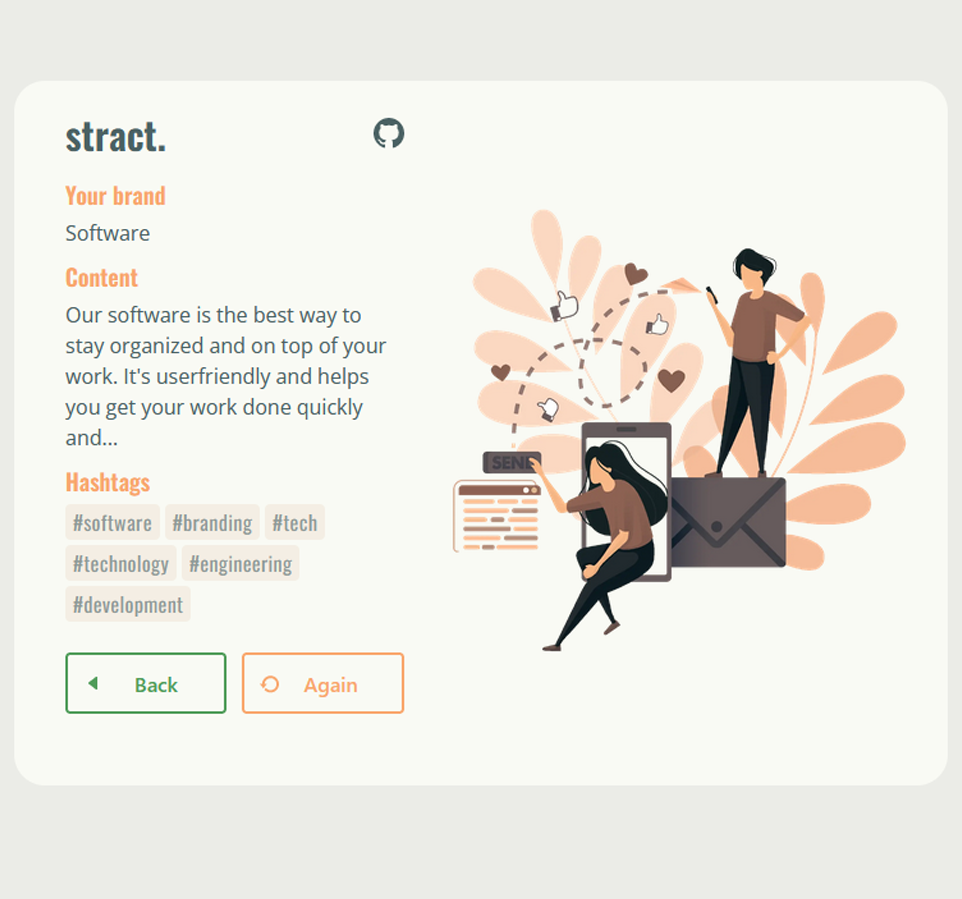 stract.
Your brand
Software
Content
Our software is the best way to
stay organized and on top of your
work. It's userfriendly and helps
you get your work done quickly
and...
Hashtags
#software #branding #tech
#technology #engineering
#development
Back Again
SEND